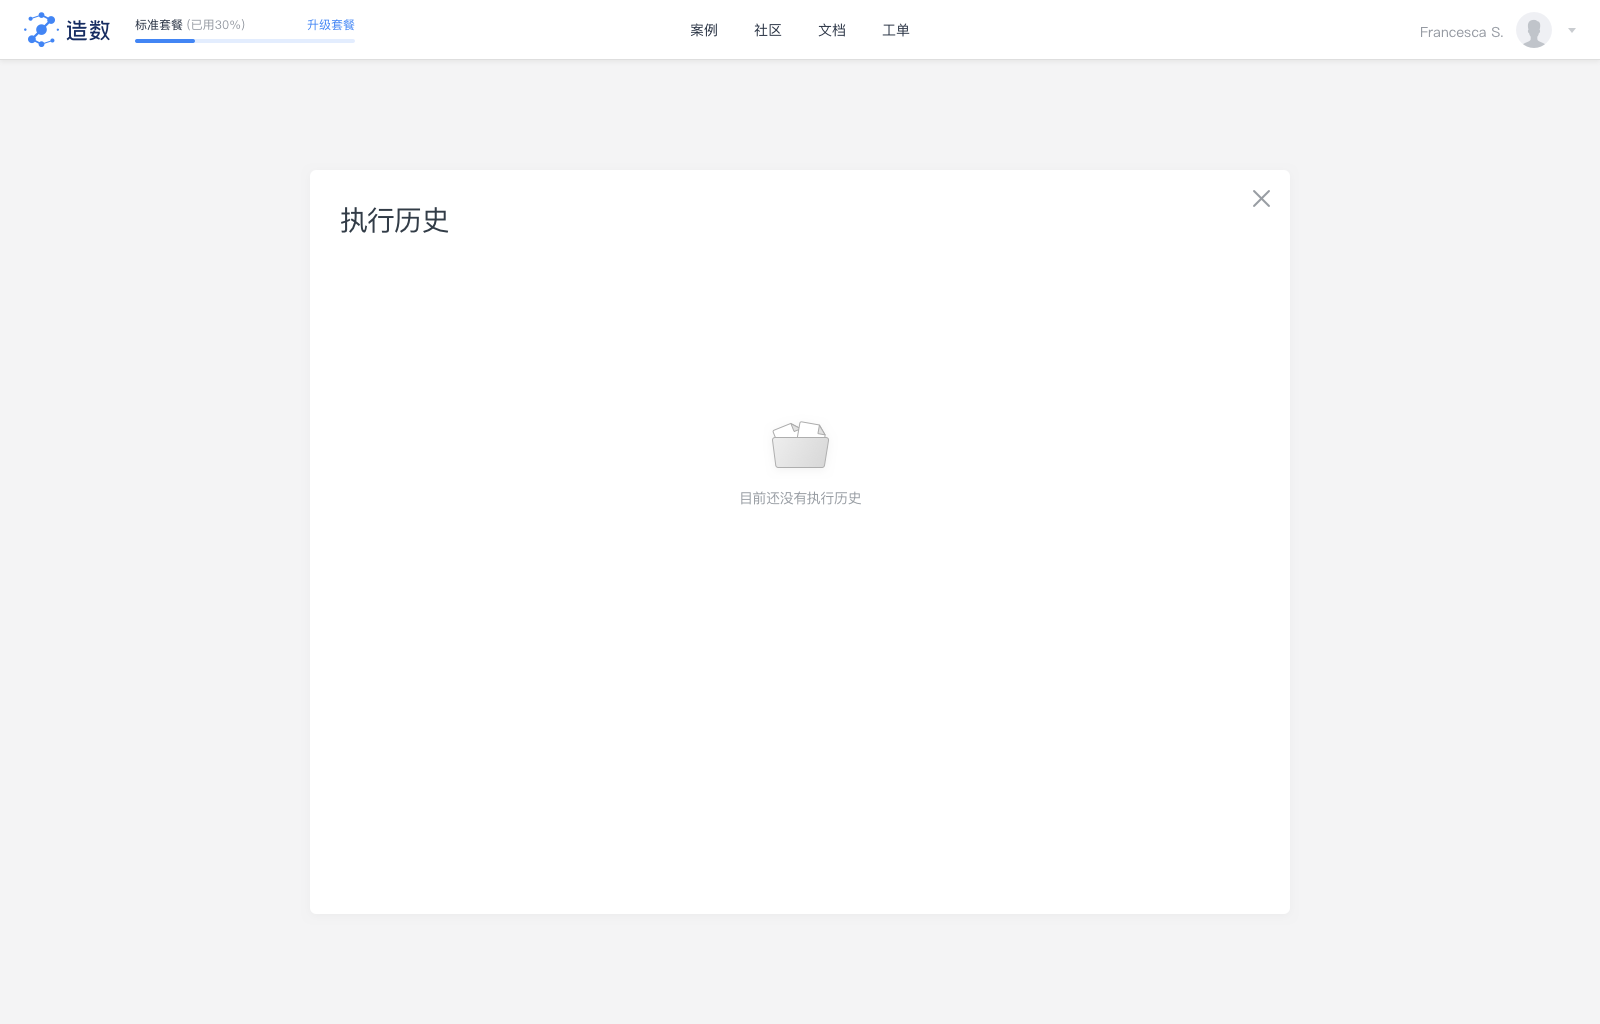 造数
标准套餐 (已用30%) 升级套餐
案例 社区 文档 工单
Francesca S.
执行历史
目前还没有执行历史